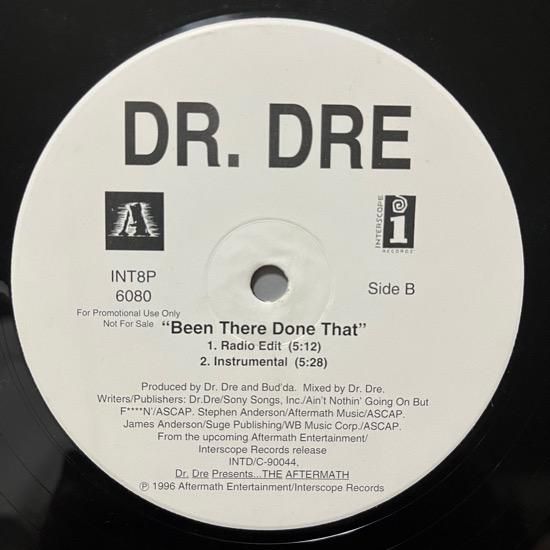 DR. DRE
A
INTERSCOPE
i
RECORDS
INT8P
6080
Side B
For Promotional Use Only
Not For Sale
"Been There Done That"
1. Radio Edit (5:12)
2. Instrumental (5:28)
Produced by Dr. Dre and Bud'da. Mixed by Dr. Dre.
Writers/Publishers: Dr.Dre/Sony Songs, Inc./Ain't Nothin' Going On But
F****N'/ASCAP. Stephen Anderson/Aftermath Music/ASCAP.
James Anderson/Suge Publishing/WB Music Corp./ASCAP.
From the upcoming Aftermath Entertainment/
Interscope Records release
INTD/C-90044,
Dr. Dre Presents...THE AFTERMATH
℗ 1996 Aftermath Entertainment/Interscope Records